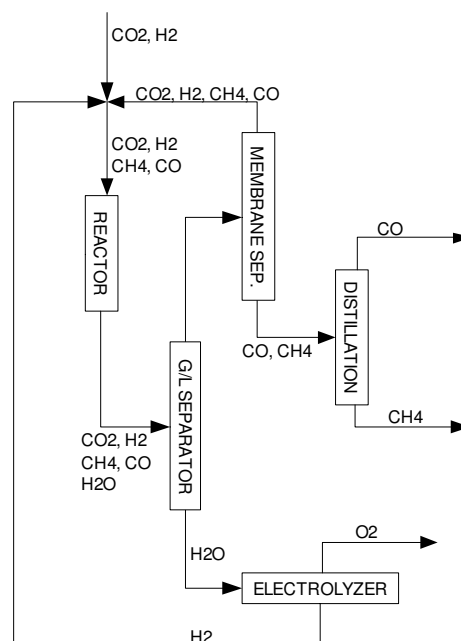 CO2, H2
CO2, H2, CH4, CO
CO2, H2
CH4, CO
REACTOR
MEMBRANE SEP.
CO
DISTILLATION
CO, CH4
G/L SEPARATOR
CH4
CO2, H2
CH4, CO
H2O
O2
H2O
ELECTROLYZER
H2